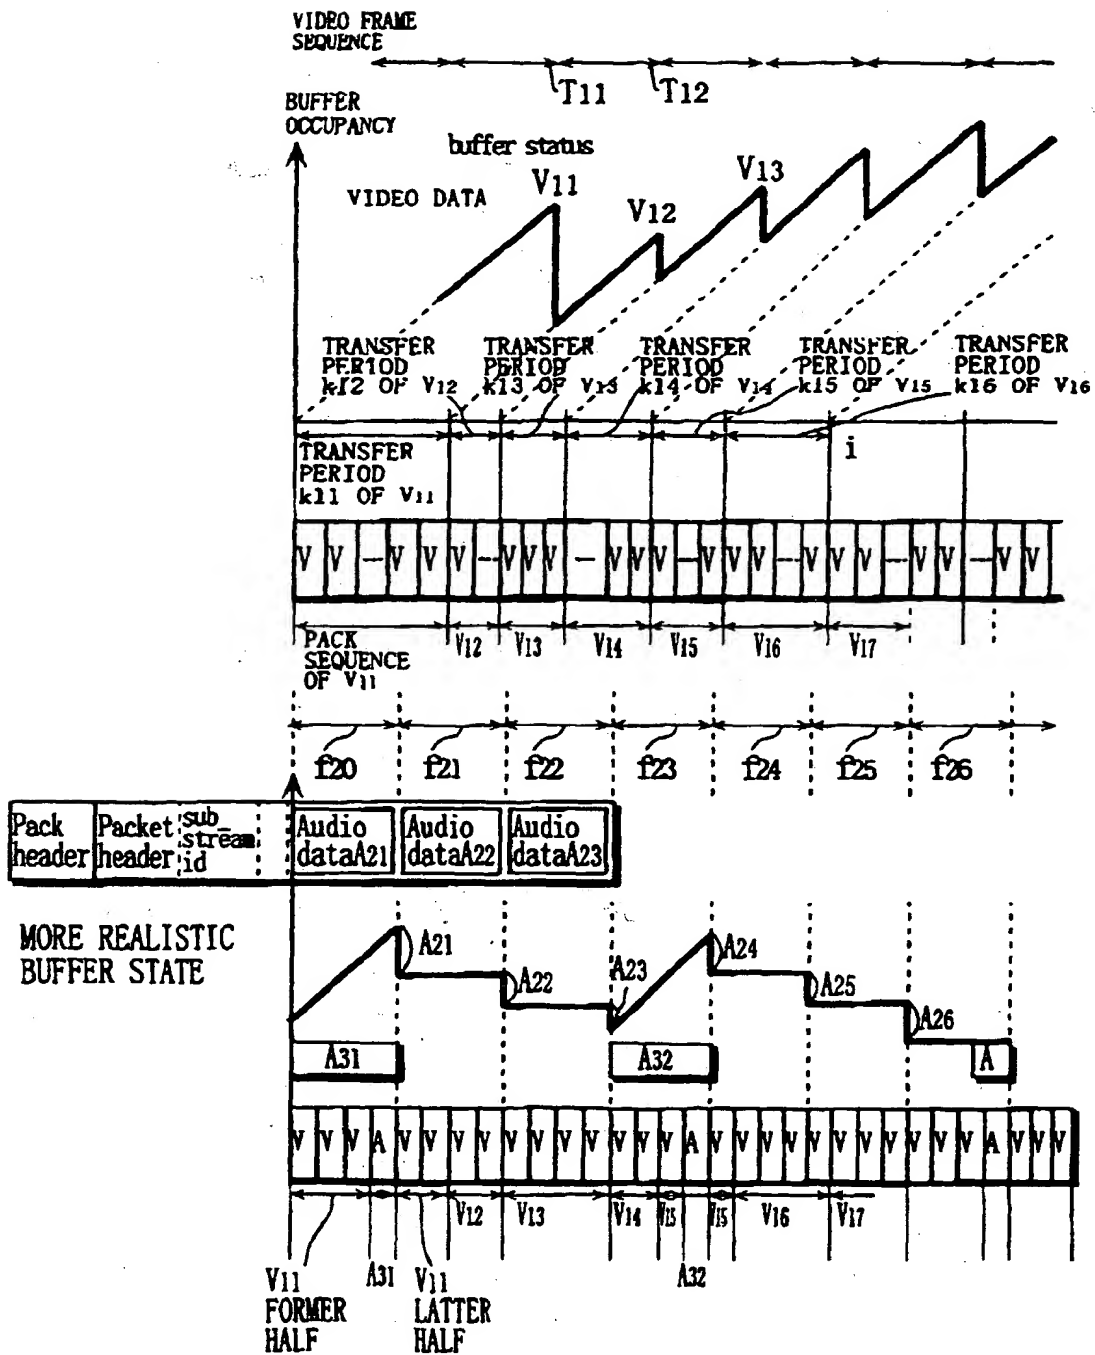 VIDEO FRAME
SEQUENCE
T11
T12
BUFFER
OCCUPANCY
buffer status
VIDEO DATA
V11
V12
V13
TRANSFER
PERIOD
k12 OF V12
TRANSFER
PERIOD
k13 OF V13
TRANSFER
PERIOD
k14 OF V14
TRANSFER
PERIOD
k15 OF V15
TRANSFER
PERIOD
k16 OF V16
TRANSFER
PERIOD
k11 OF V11
i
V V — V V V — V V V — V V V — V V V — V V V — V V — V V
PACK
SEQUENCE
OF V11
V12 V13 V14 V15 V16 V17
f20 f21 f22 f23 f24 f25 f26
Pack
header
Packet
header
sub_
stream
id
Audio
dataA21
Audio
dataA22
Audio
dataA23
MORE REALISTIC
BUFFER STATE
A21
A22
A23
A24
A25
A26
A31
A32
A
V V V A V V V V V V V V V V V A V V V V V V V V V V A V V V
V12 V13 V14 V15 V15 V16 V17
A31
A32
V11
FORMER
HALF
V11
LATTER
HALF